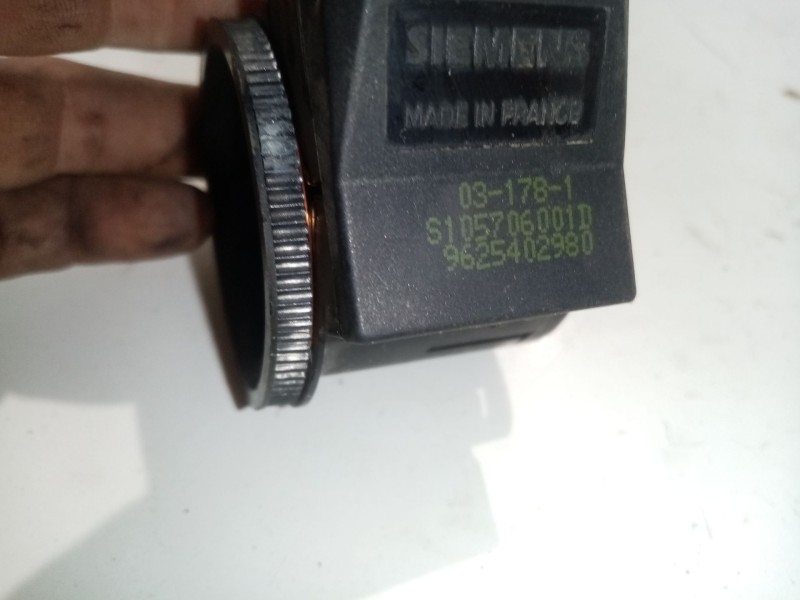 SIEMENS
MADE IN FRANCE
03-178-1
S105706001D
9625402980